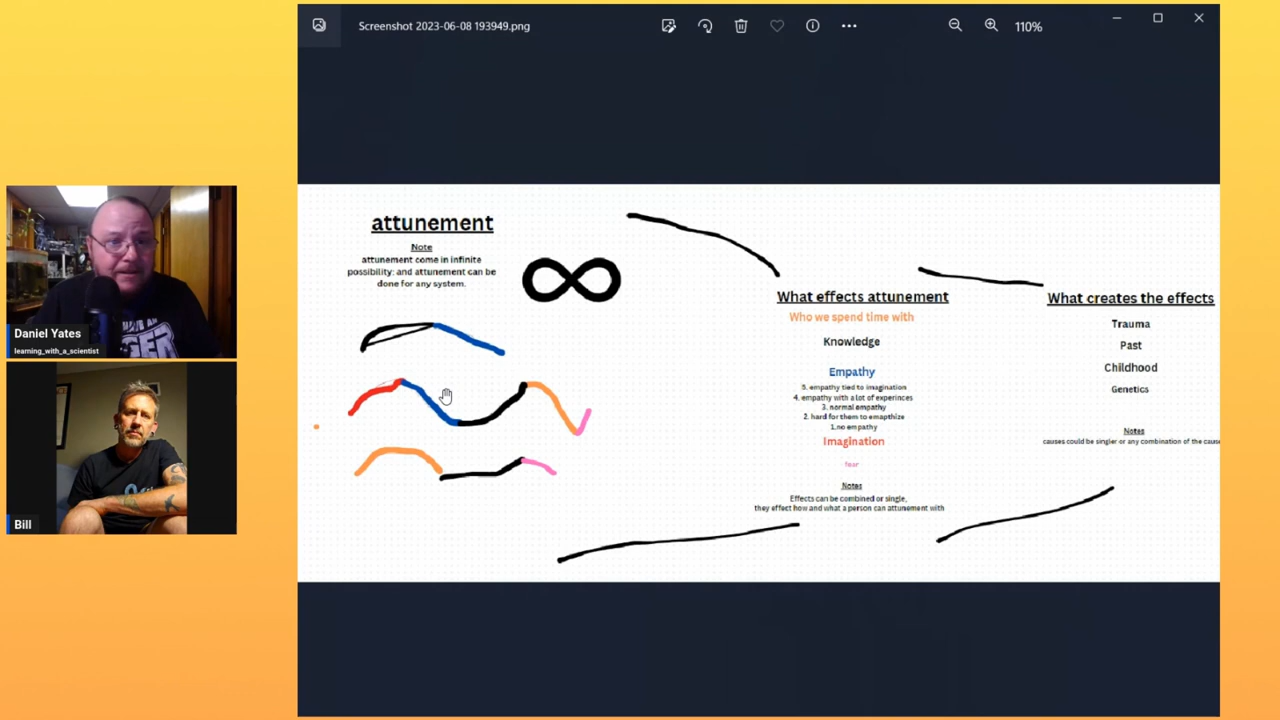 Screenshot 2023-06-08 193949.png
110%
attunement
Note
attunement come in infinite
possibility: and attunement can be
done for any system.
What effects attunement
Who we spend time with
Knowledge
Empathy
5. empathy tied to imagination
4. empathy with a lot of experinces
3. normal empathy
2. hard for them to emapthize
1.no empathy
Imagination
fear
Notes
Effects can be combined or single,
they effect how and what a person can attunement with
What creates the effects
Trauma
Past
Childhood
Genetics
Notes
causes could be singler or any combination of the cause
Daniel Yates
learning_with_a_scientist
Bill